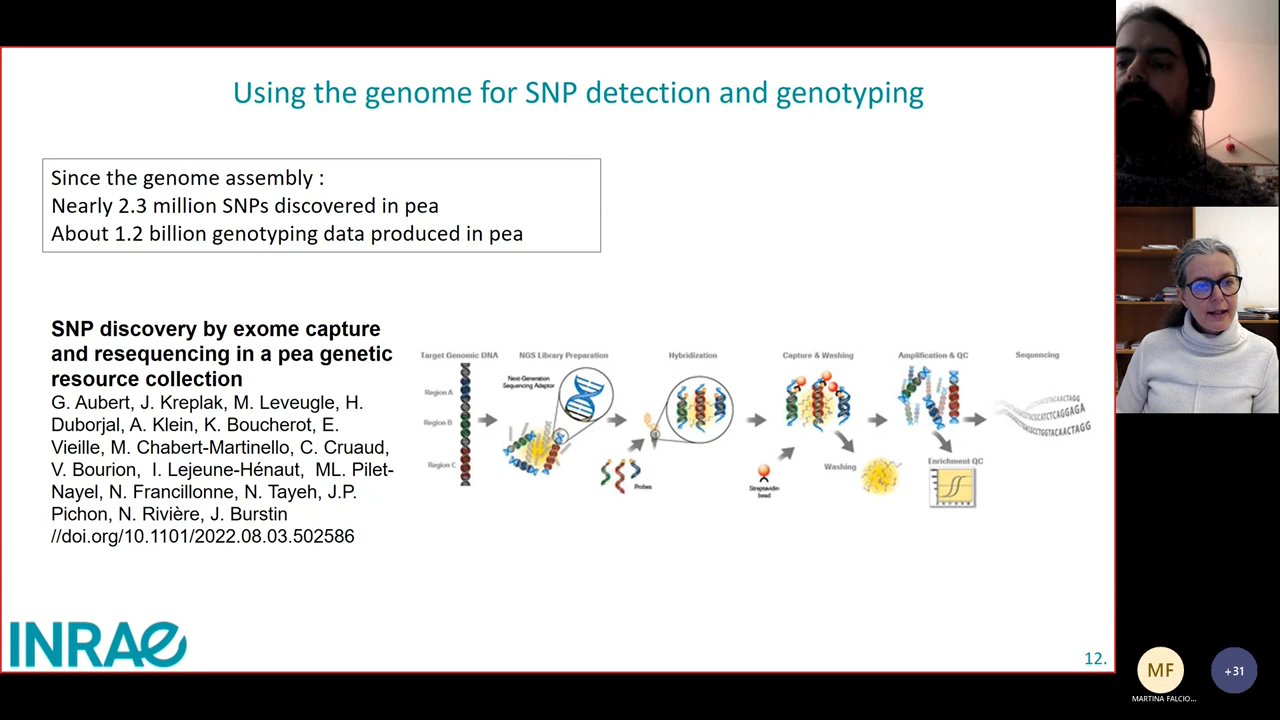 Using the genome for SNP detection and genotyping
Since the genome assembly :
Nearly 2.3 million SNPs discovered in pea
About 1.2 billion genotyping data produced in pea
SNP discovery by exome capture
and resequencing in a pea genetic
resource collection
G. Aubert, J. Kreplak, M. Leveugle, H.
Duborjal, A. Klein, K. Boucherot, E.
Vieille, M. Chabert-Martinello, C. Cruaud,
V. Bourion, I. Lejeune-Hénaut, ML. Pilet-
Nayel, N. Francillonne, N. Tayeh, J.P.
Pichon, N. Rivière, J. Burstin
//doi.org/10.1101/2022.08.03.502586
Target Genomic DNA
NGS Library Preparation
Hybridization
Capture & Washing
Amplification & QC
Sequencing
Next-Generation
Sequencing Adaptor
Region A
Region B
Region C
Probes
Streptavidin
bead
Washing
Enrichment QC
INRAE
12.
MF
+31
MARTINA FALCIO...